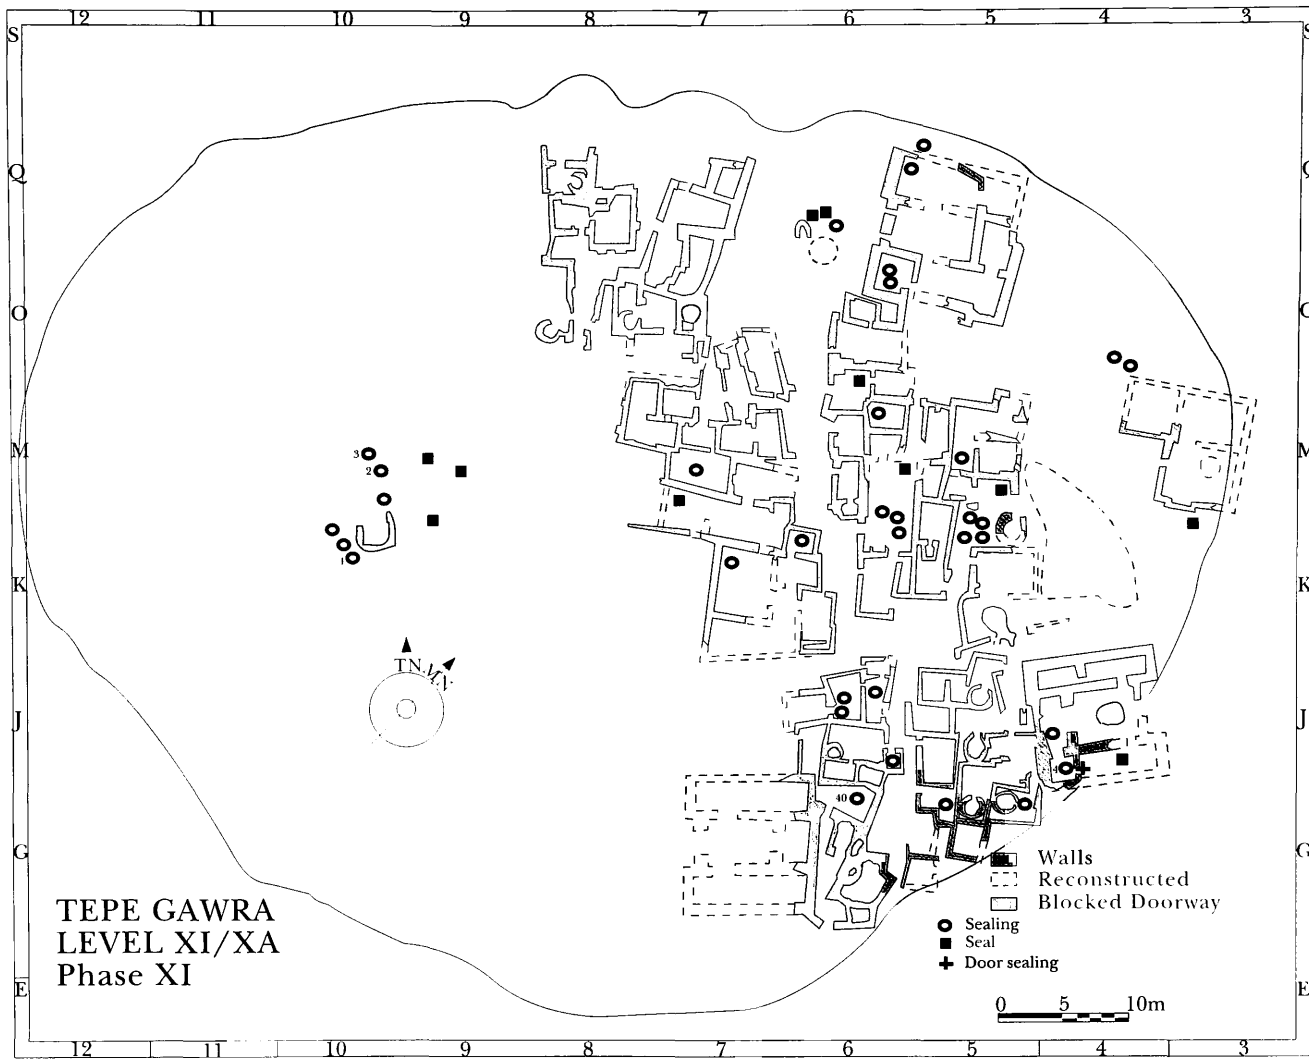 12 11 10 9 8 7 6 5 4 3
S S
Q Q
O O
M M
3
2
1
K K
TN MN
J J
40
G G
Walls
Reconstructed
Blocked Doorway
TEPE GAWRA
LEVEL XI/XA
Phase XI
Sealing
Seal
Door sealing
E E
0 5 10m
12 11 10 9 8 7 6 5 4 3